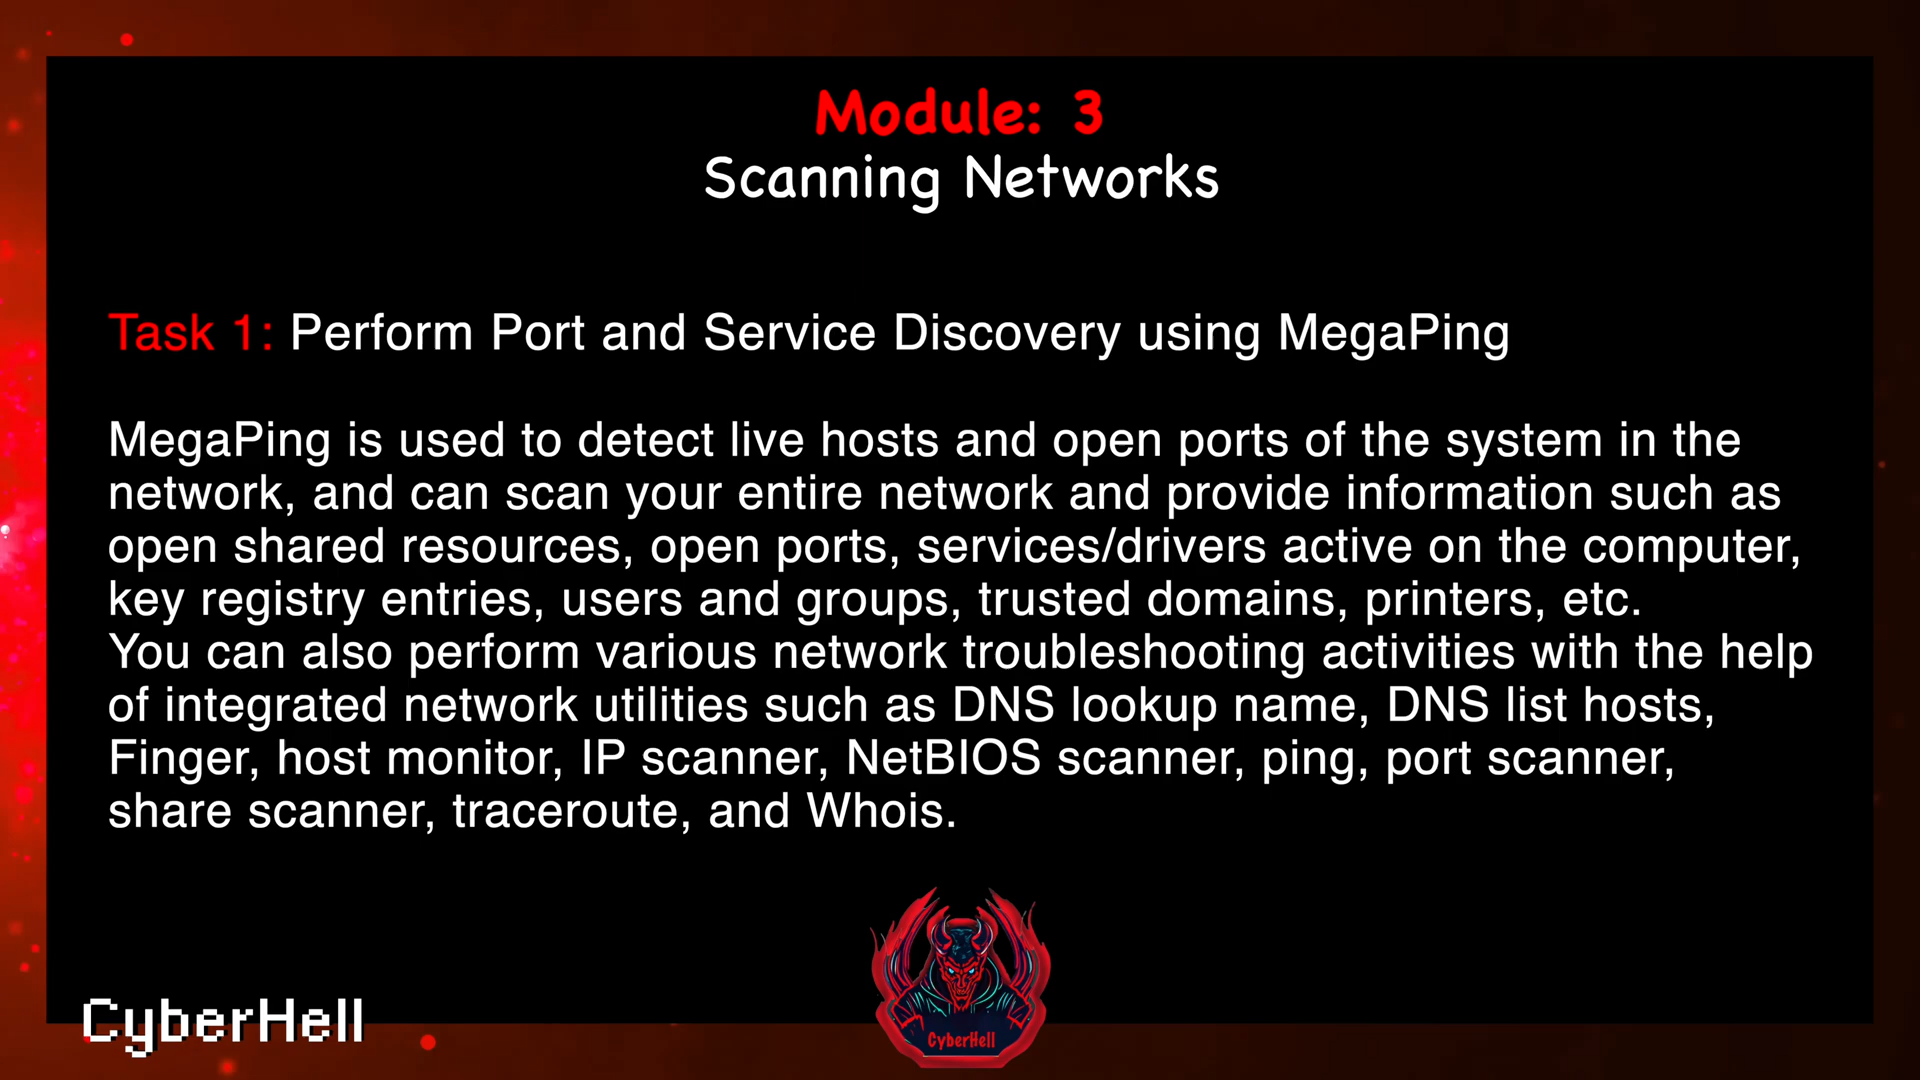 Module: 3
Scanning Networks
Task 1: Perform Port and Service Discovery using MegaPing
MegaPing is used to detect live hosts and open ports of the system in the
network, and can scan your entire network and provide information such as
open shared resources, open ports, services/drivers active on the computer,
key registry entries, users and groups, trusted domains, printers, etc.
You can also perform various network troubleshooting activities with the help
of integrated network utilities such as DNS lookup name, DNS list hosts,
Finger, host monitor, IP scanner, NetBIOS scanner, ping, port scanner,
share scanner, traceroute, and Whois.
CyberHell
CyberHell